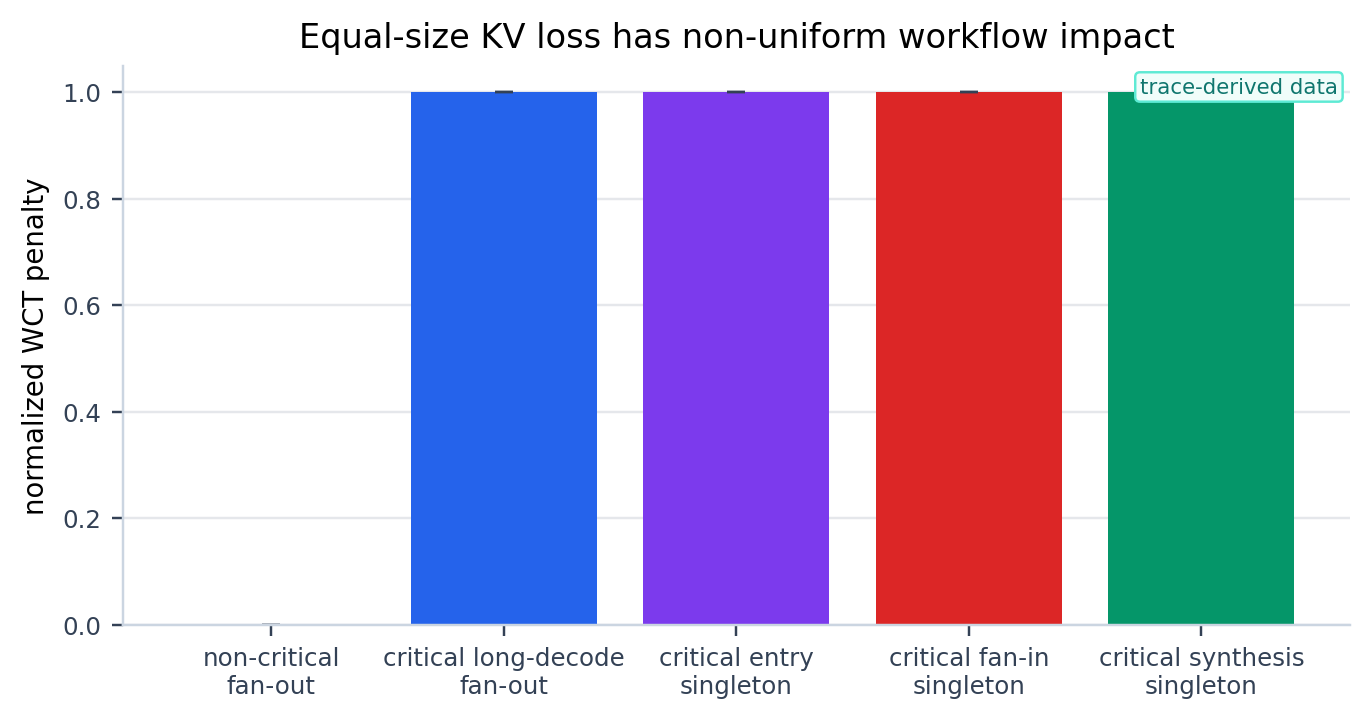 Equal-size KV loss has non-uniform workflow impact
trace-derived data
normalized WCT penalty
1.0
0.8
0.6
0.4
0.2
0.0
non-critical
fan-out
critical long-decode
fan-out
critical entry
singleton
critical fan-in
singleton
critical synthesis
singleton